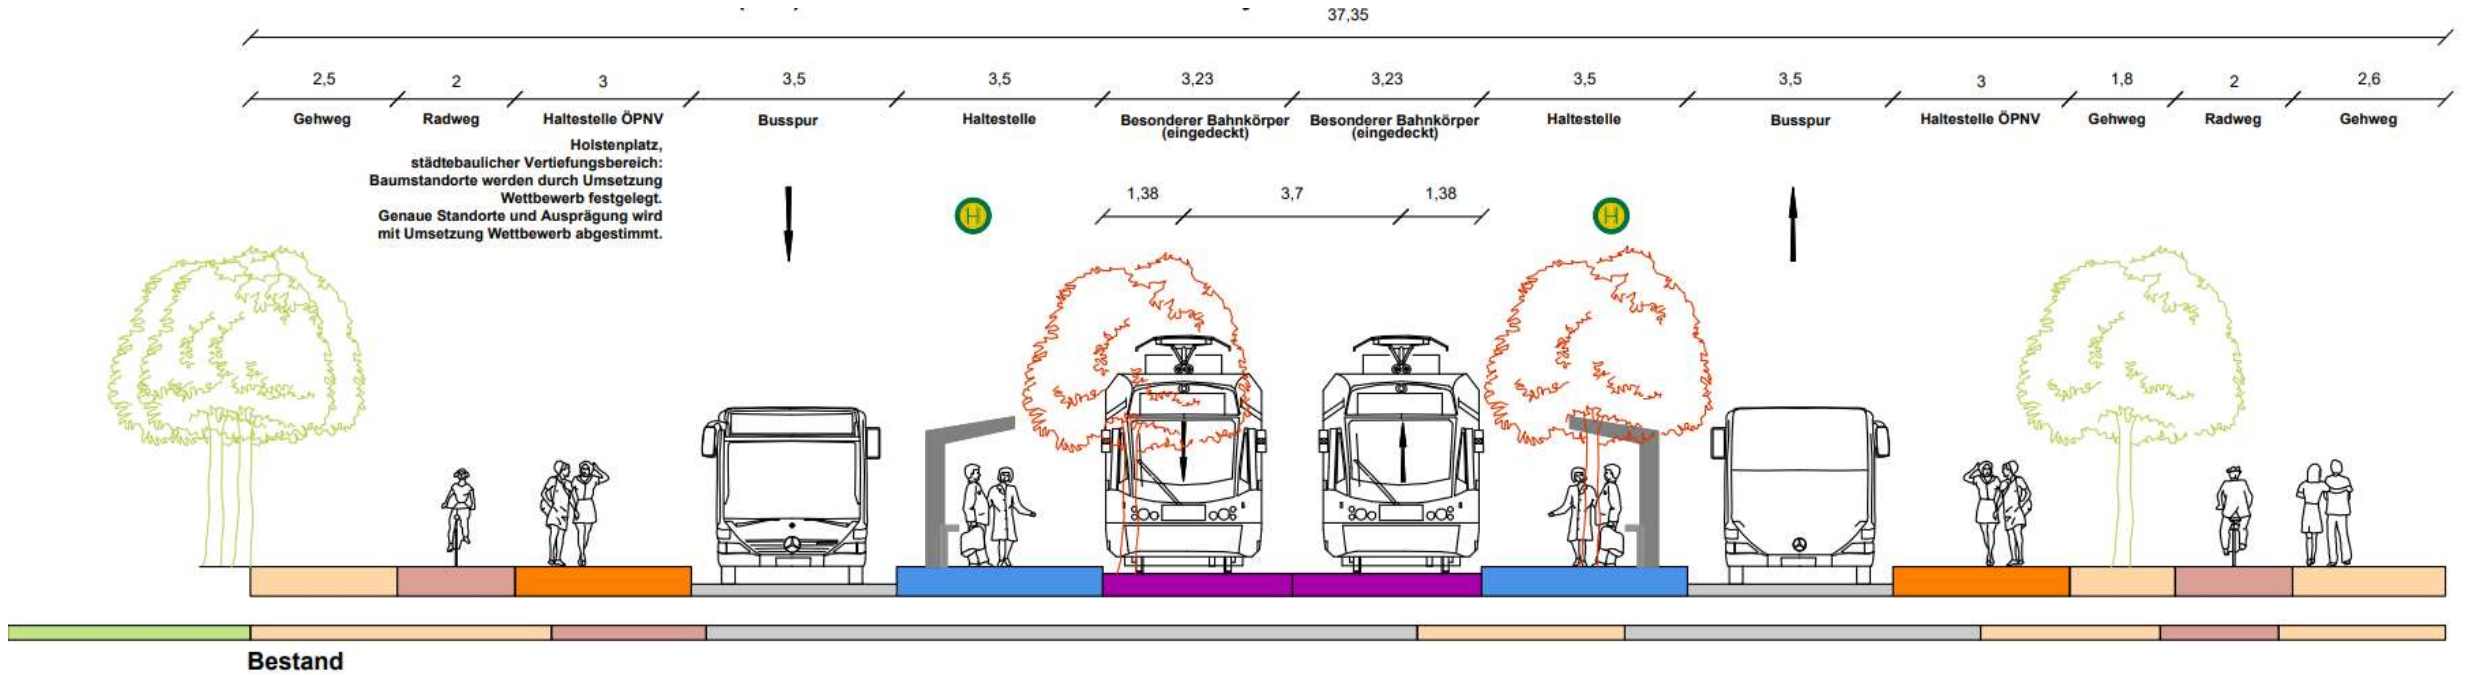 37,35
2,5 2 3 3,5 3,5 3,23 3,23 3,5 3,5 3 1,8 2 2,6
Gehweg Radweg Haltestelle ÖPNV Busspur Haltestelle Besonderer Bahnkörper Besonderer Bahnkörper Haltestelle Busspur Haltestelle ÖPNV Gehweg Radweg Gehweg
(eingedeckt) (eingedeckt)
Holstenplatz,
städtebaulicher Vertiefungsbereich:
Baumstandorte werden durch Umsetzung
Wettbewerb festgelegt.
Genaue Standorte und Ausprägung wird
mit Umsetzung Wettbewerb abgestimmt.
1,38 3,7 1,38
H H
Bestand